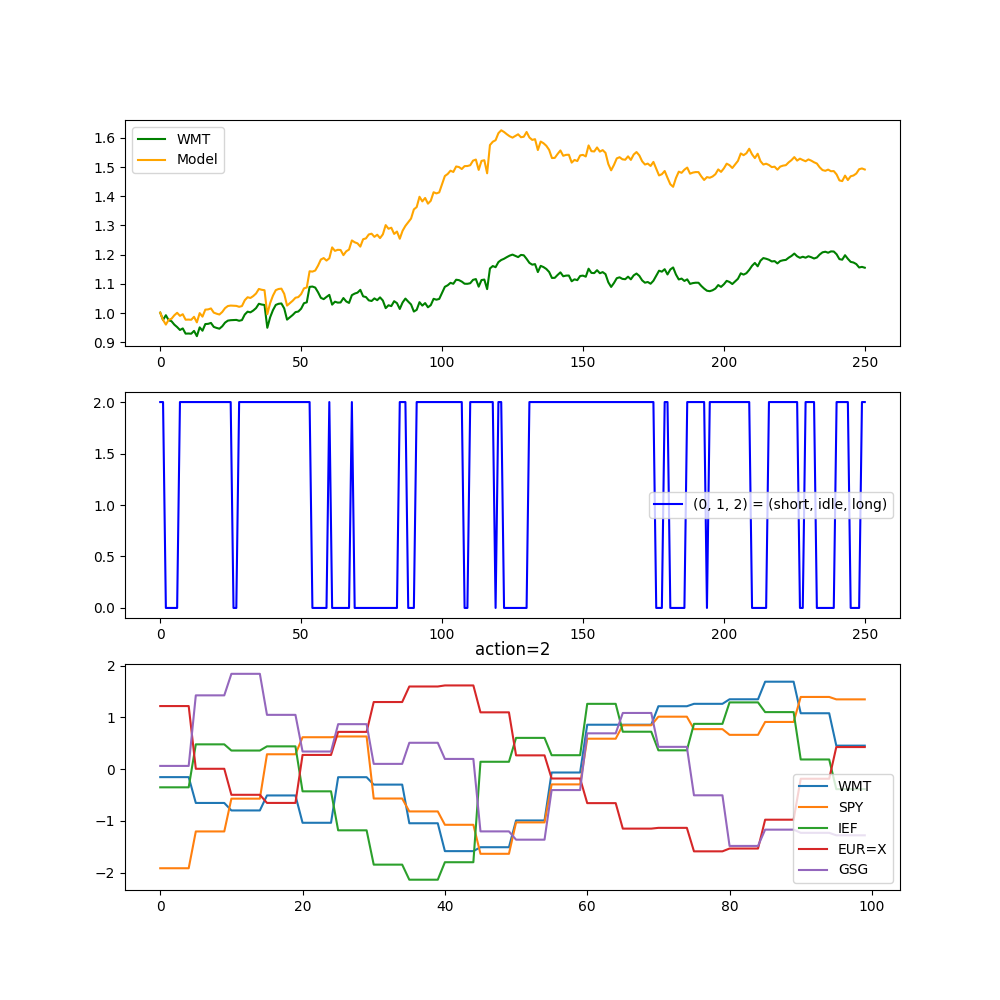 1.6
1.5
1.4
1.3
1.2
1.1
1.0
0.9
WMT
Model
0 50 100 150 200 250
2.0
1.5
1.0
0.5
0.0
(0, 1, 2) = (short, idle, long)
0 50 100 150 200 250
action=2
2
1
0
−1
−2
WMT
SPY
IEF
EUR=X
GSG
0 20 40 60 80 100